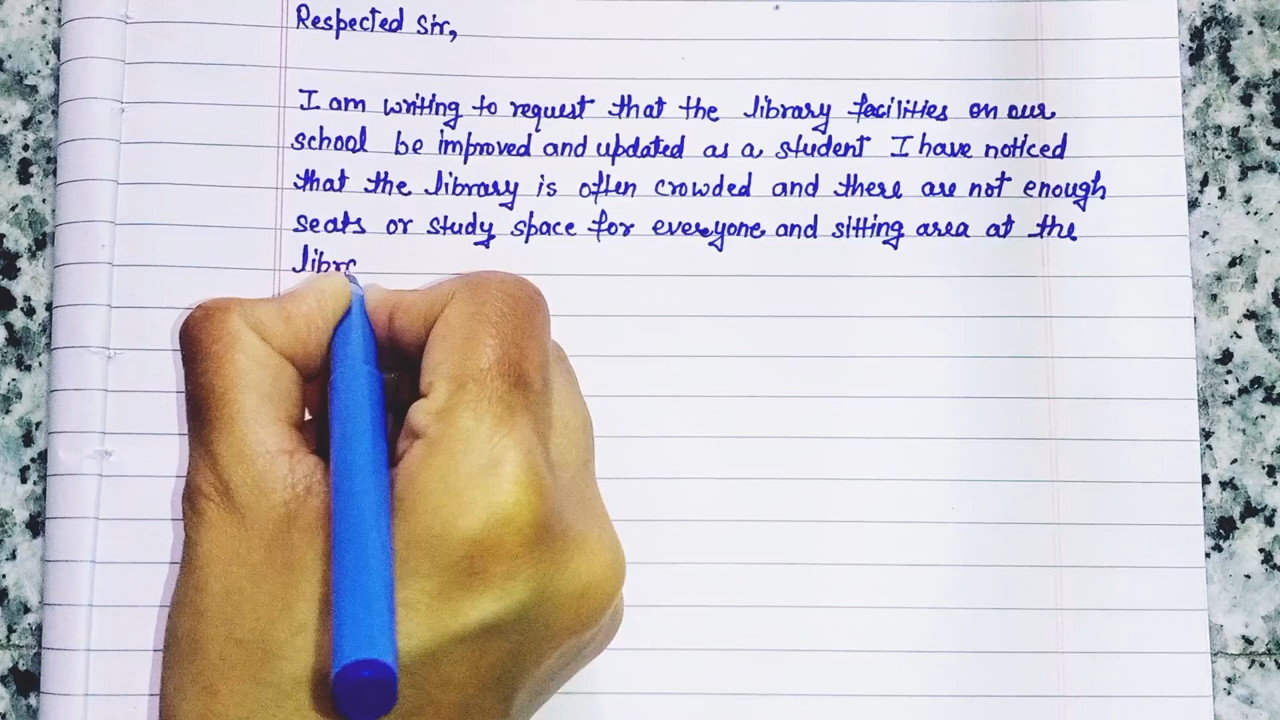 Respected Sir,
I am writing to request that the library facilities on our
school be improved and updated as a student I have noticed
that the library is often crowded and there are not enough
seats or study space for everyone and sitting area at the
libra